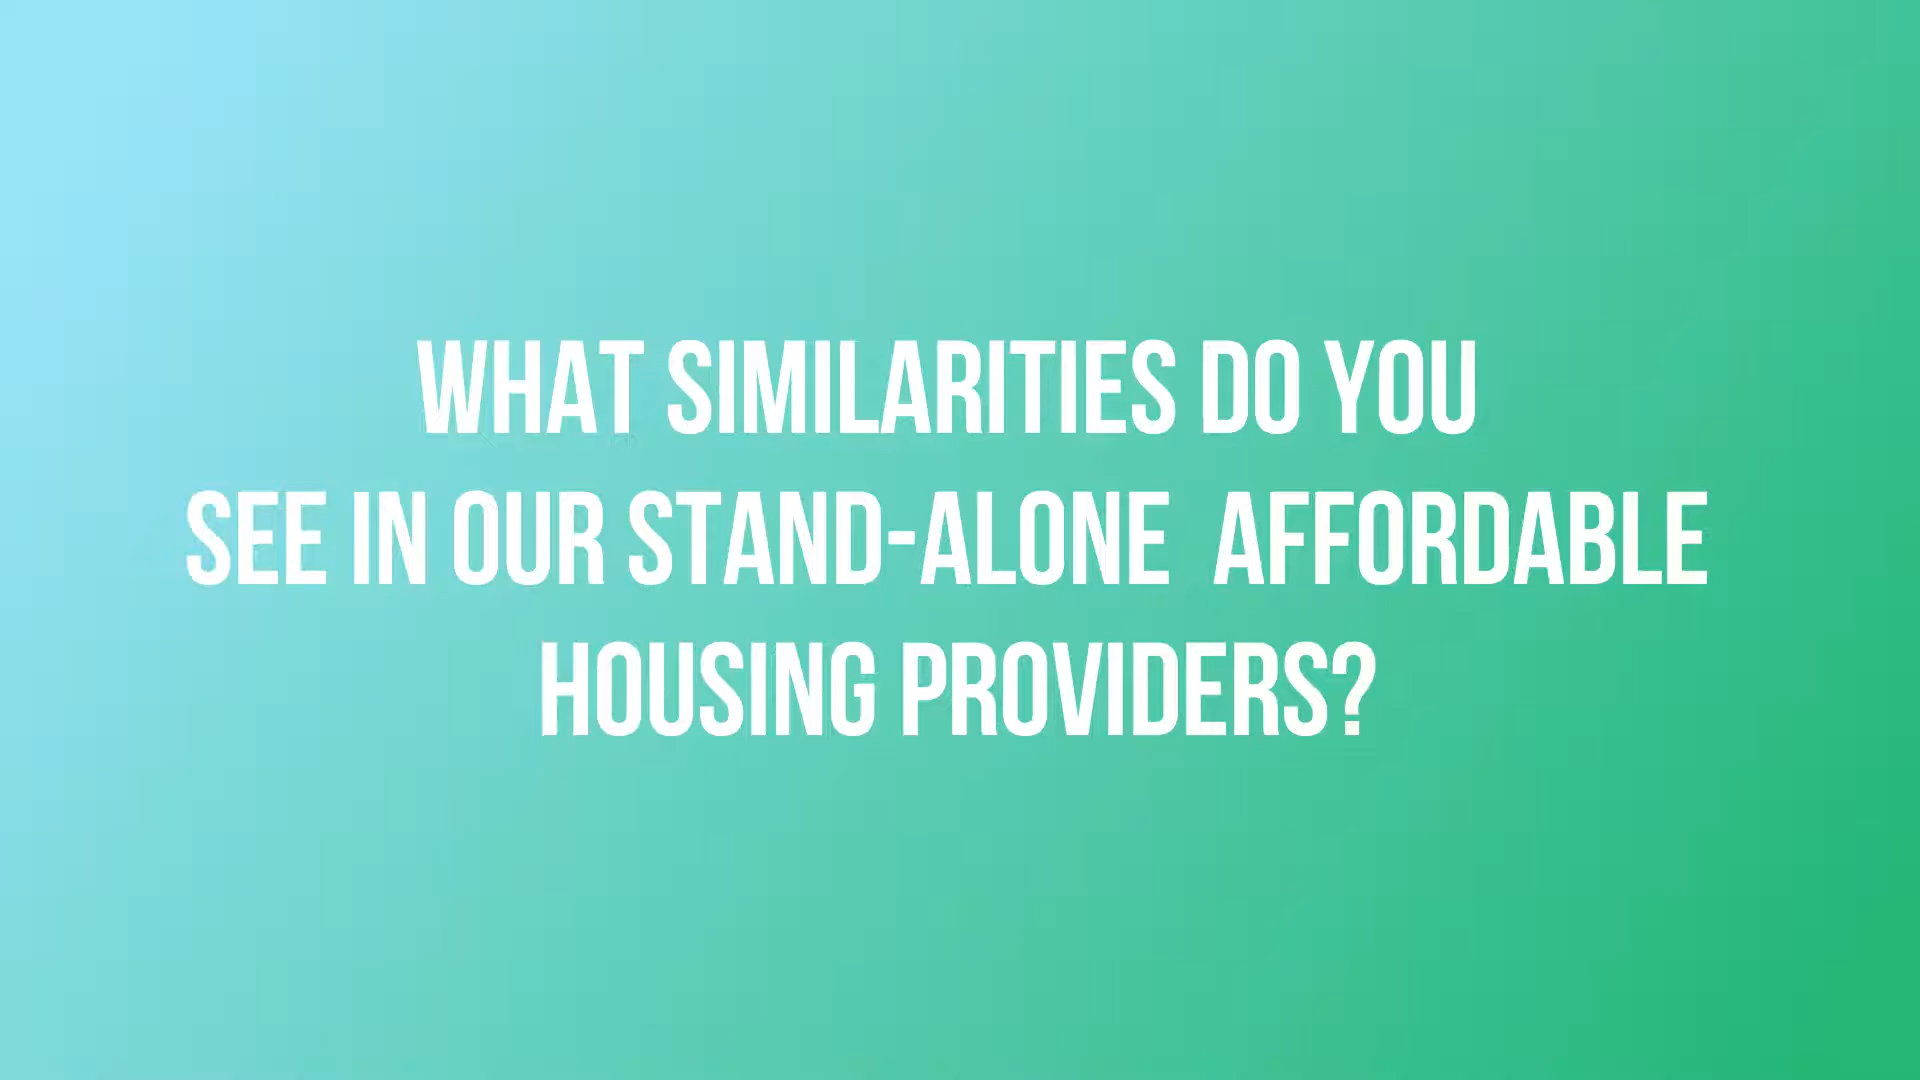 WHAT SIMILARITIES DO YOU
SEE IN OUR STAND-ALONE  AFFORDABLE
HOUSING PROVIDERS?